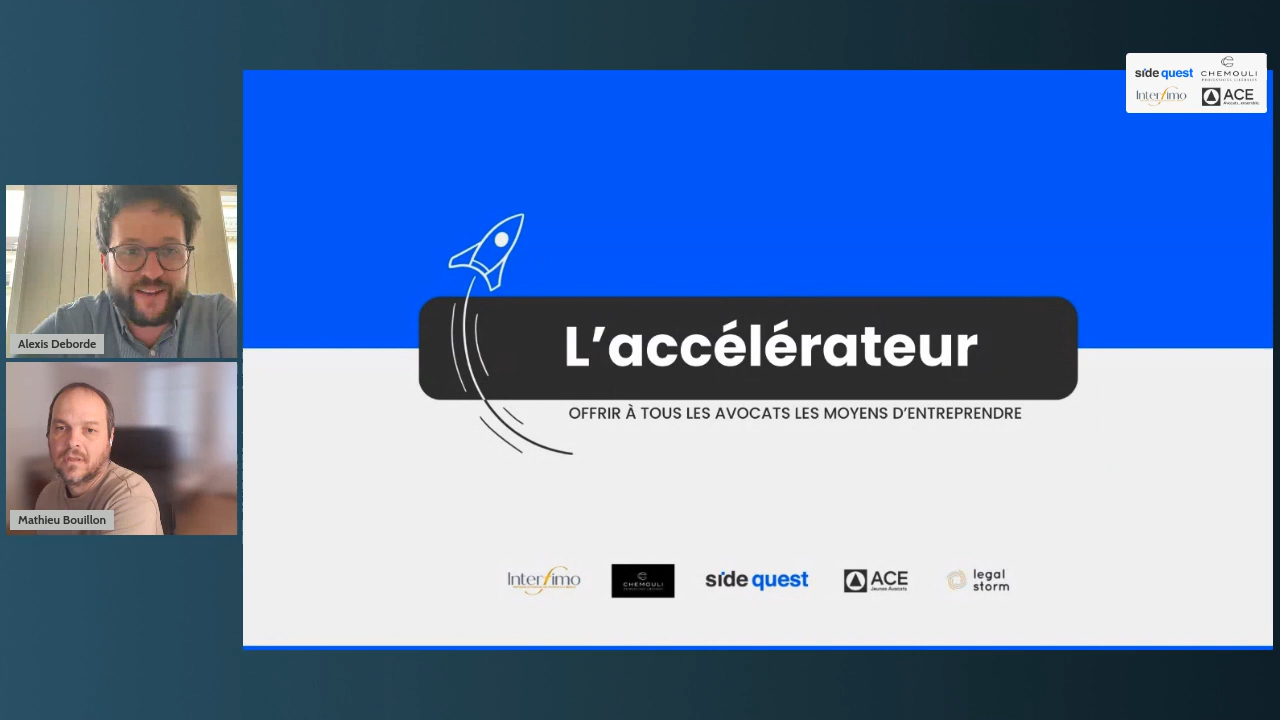 side quest
CHEMOULI
Interfimo
ACE
Alexis Deborde
Mathieu Bouillon
L'accélérateur
OFFRIR À TOUS LES AVOCATS LES MOYENS D'ENTREPRENDRE
Interfimo
CHEMOULI
side quest
ACE
Jeunes Avocats
legal
storm